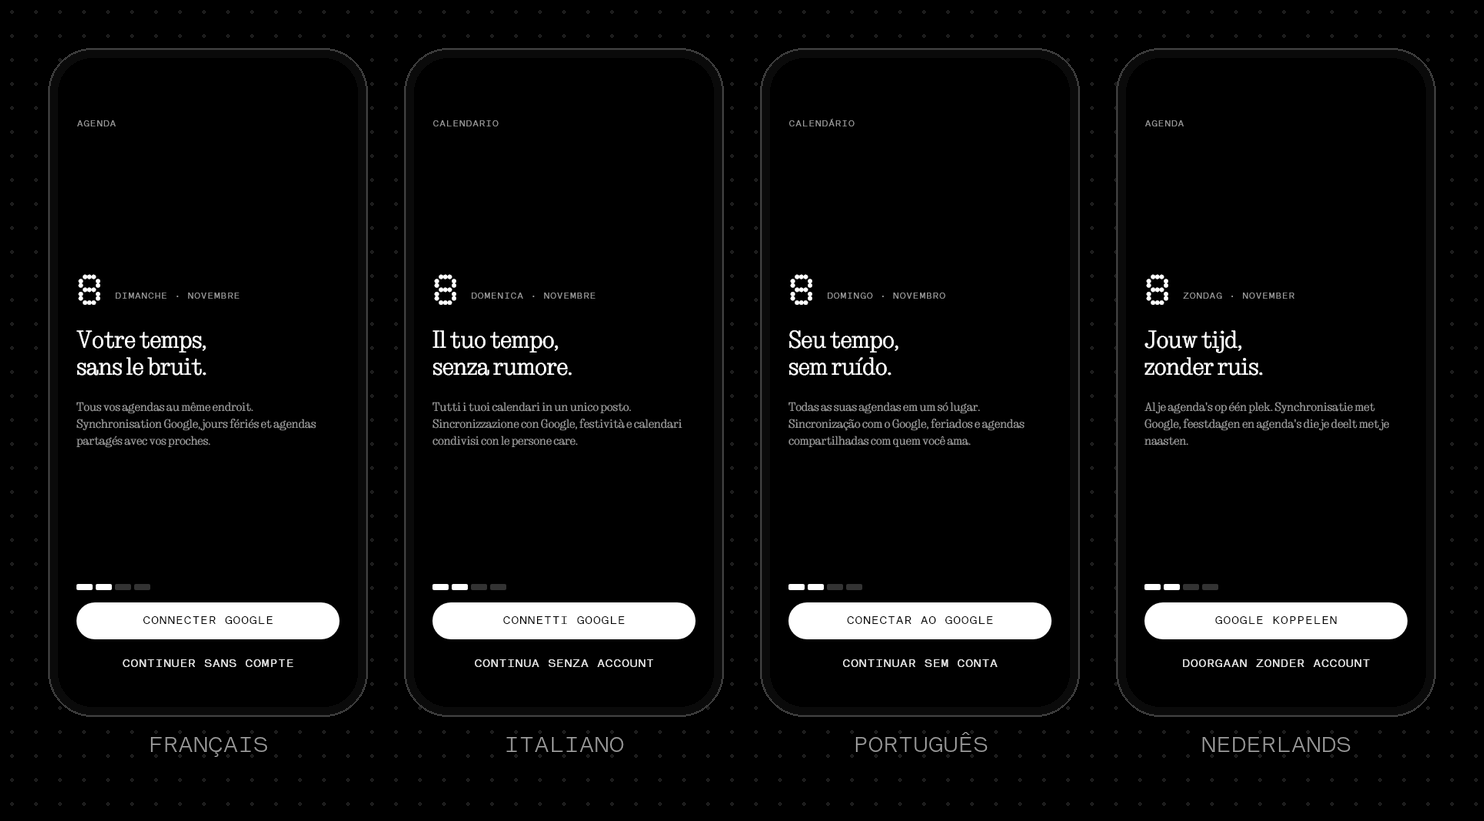 AGENDA
8 DIMANCHE · NOVEMBRE
Votre temps,
sans le bruit.
Tous vos agendas au même endroit.
Synchronisation Google, jours fériés et agendas
partagés avec vos proches.
CONNECTER GOOGLE
CONTINUER SANS COMPTE
FRANÇAIS
CALENDARIO
8 DOMENICA · NOVEMBRE
Il tuo tempo,
senza rumore.
Tutti i tuoi calendari in un unico posto.
Sincronizzazione con Google, festività e calendari
condivisi con le persone care.
CONNETTI GOOGLE
CONTINUA SENZA ACCOUNT
ITALIANO
CALENDÁRIO
8 DOMINGO · NOVEMBRO
Seu tempo,
sem ruído.
Todas as suas agendas em um só lugar.
Sincronização com o Google, feriados e agendas
compartilhadas com quem você ama.
CONECTAR AO GOOGLE
CONTINUAR SEM CONTA
PORTUGUÊS
AGENDA
8 ZONDAG · NOVEMBER
Jouw tijd,
zonder ruis.
Al je agenda's op één plek. Synchronisatie met
Google, feestdagen en agenda's die je deelt met je
naasten.
GOOGLE KOPPELEN
DOORGAAN ZONDER ACCOUNT
NEDERLANDS